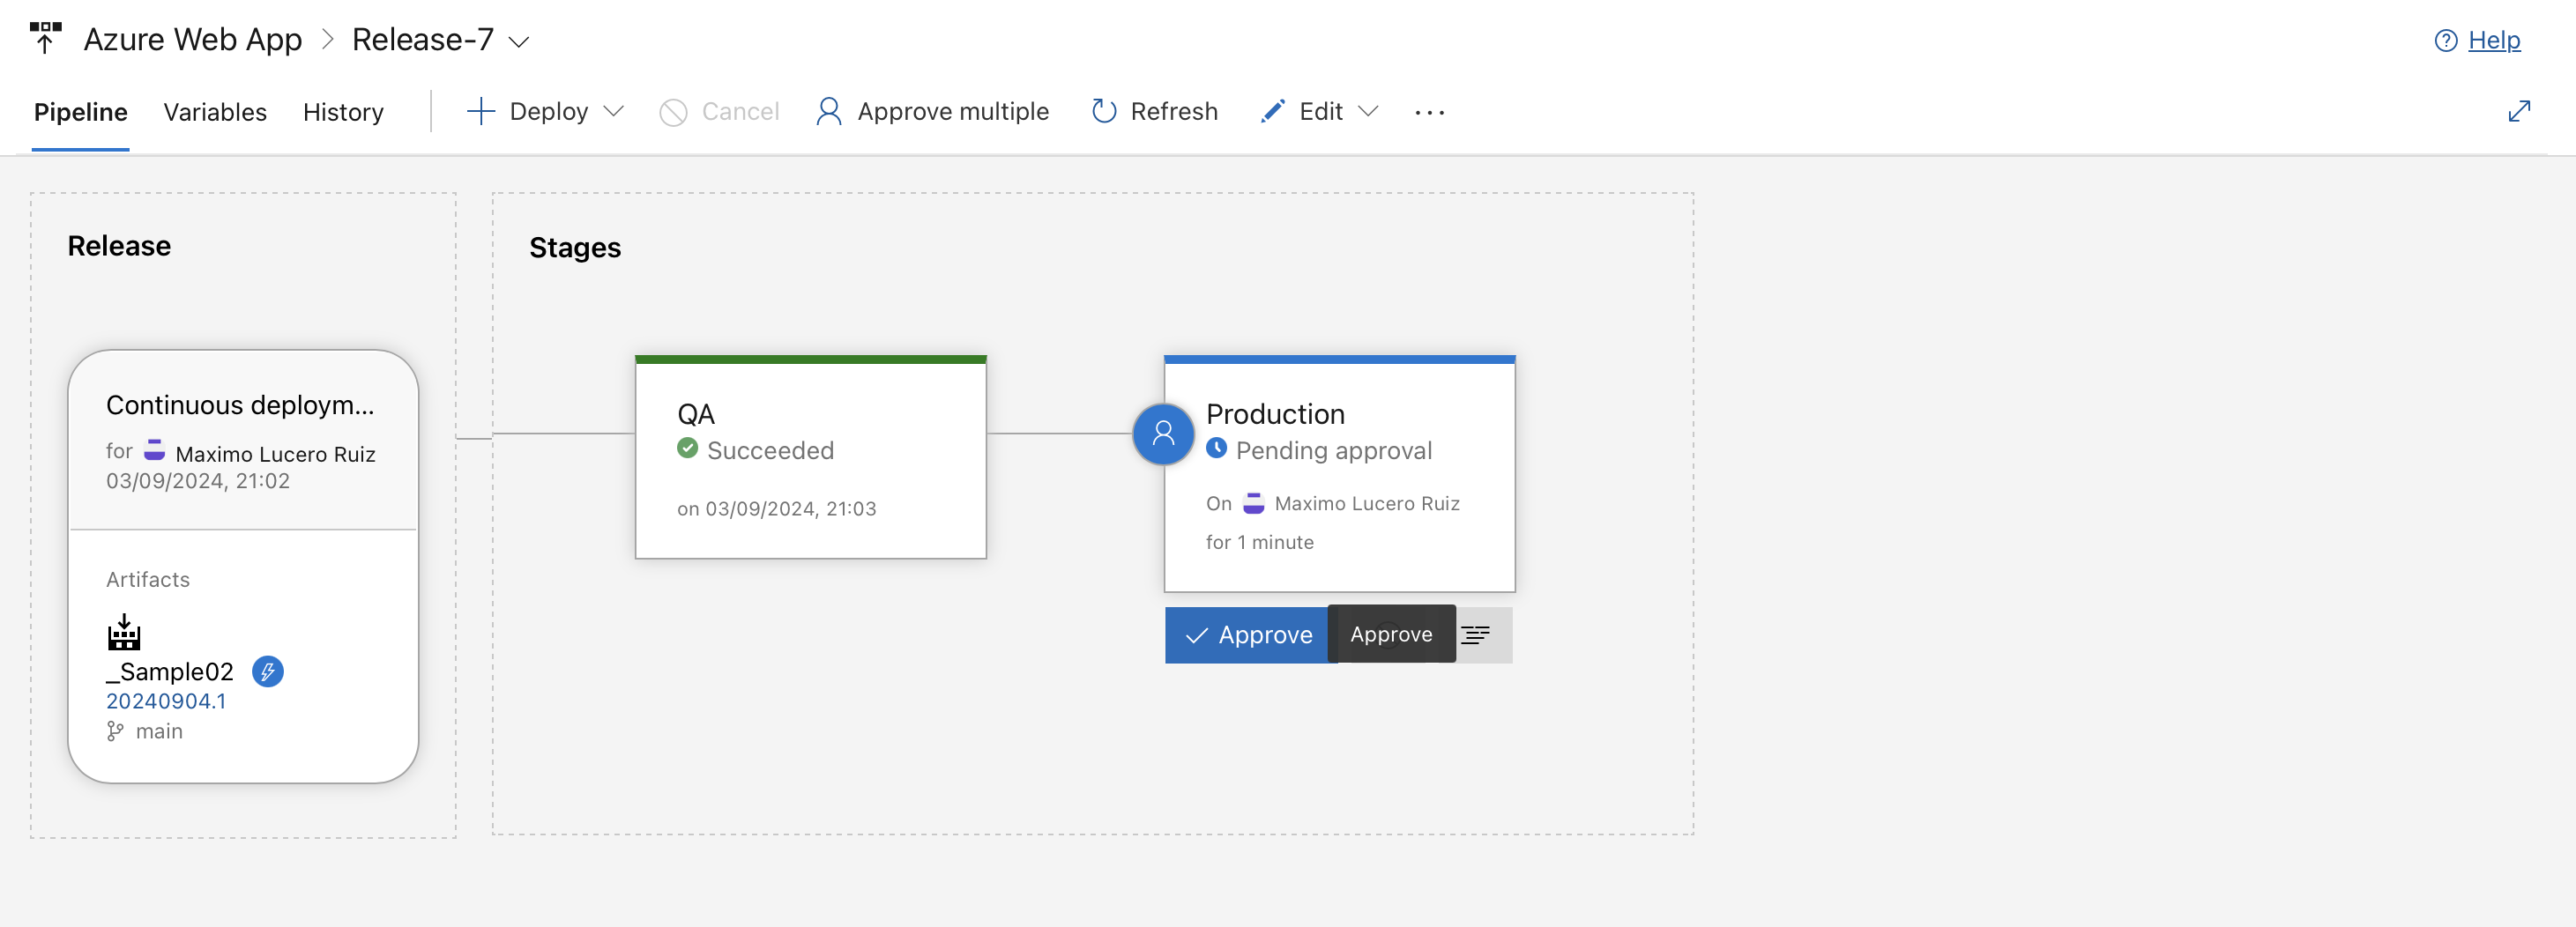 Azure Web App > Release-7
Help
Pipeline Variables History Deploy Cancel Approve multiple Refresh Edit ...
Release
Stages
Continuous deploym...
for Maximo Lucero Ruiz
03/09/2024, 21:02
Artifacts
_Sample02
20240904.1
main
QA
Succeeded
on 03/09/2024, 21:03
Production
Pending approval
On Maximo Lucero Ruiz
for 1 minute
Approve
Approve